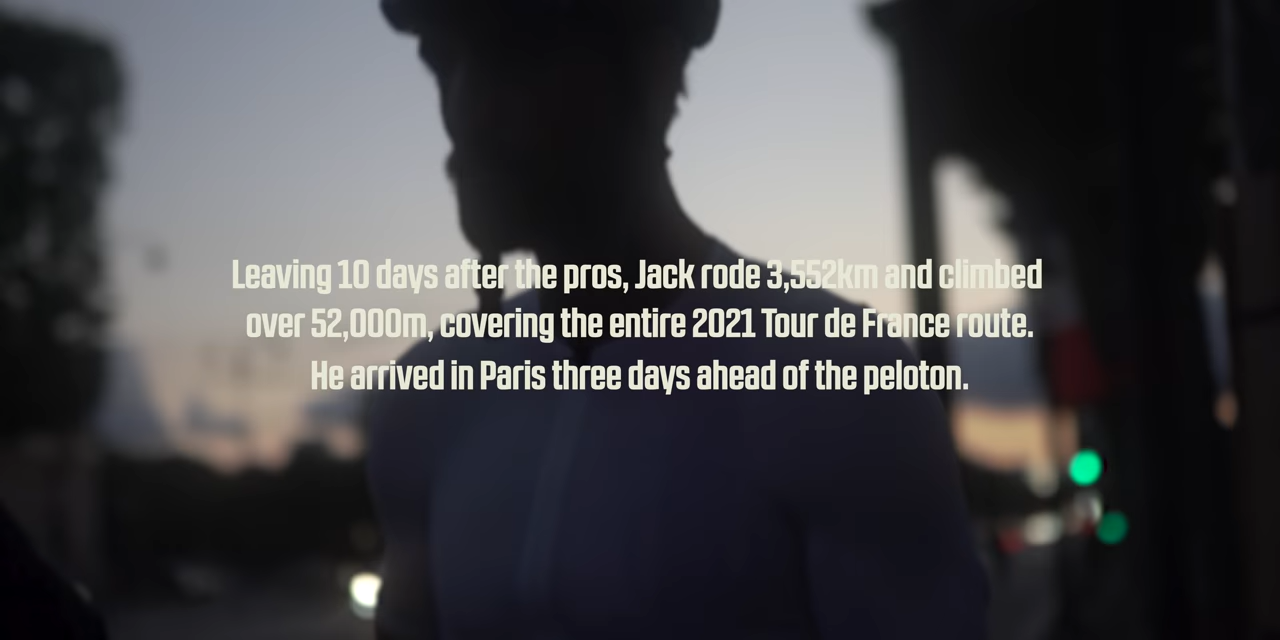 Leaving 10 days after the pros, Jack rode 3,552km and climbed
over 52,000m, covering the entire 2021 Tour de France route.
He arrived in Paris three days ahead of the peloton.